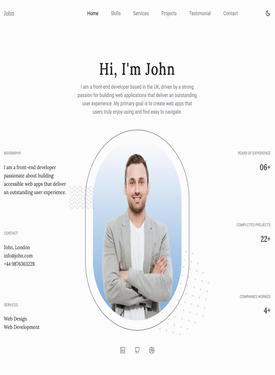 John
Home Skills Services Projects Testimonial Contact
Hi, I'm John
I am a front-end developer based in the UK, driven by a strong
passion for building web applications that deliver an outstanding
user experience. My primary goal is to create web apps that
users truly enjoy using and find easy to navigate.
BIOGRAPHY
I am a front-end developer
passionate about building
accessible web apps that deliver
an outstanding user experience.
CONTACT
John, London
info@john.com
+44 9876363228
SERVICES
Web Design
Web Development
YEARS OF EXPERIENCE
06+
COMPLETED PROJECTS
22+
COMPANIES WORKED
4+